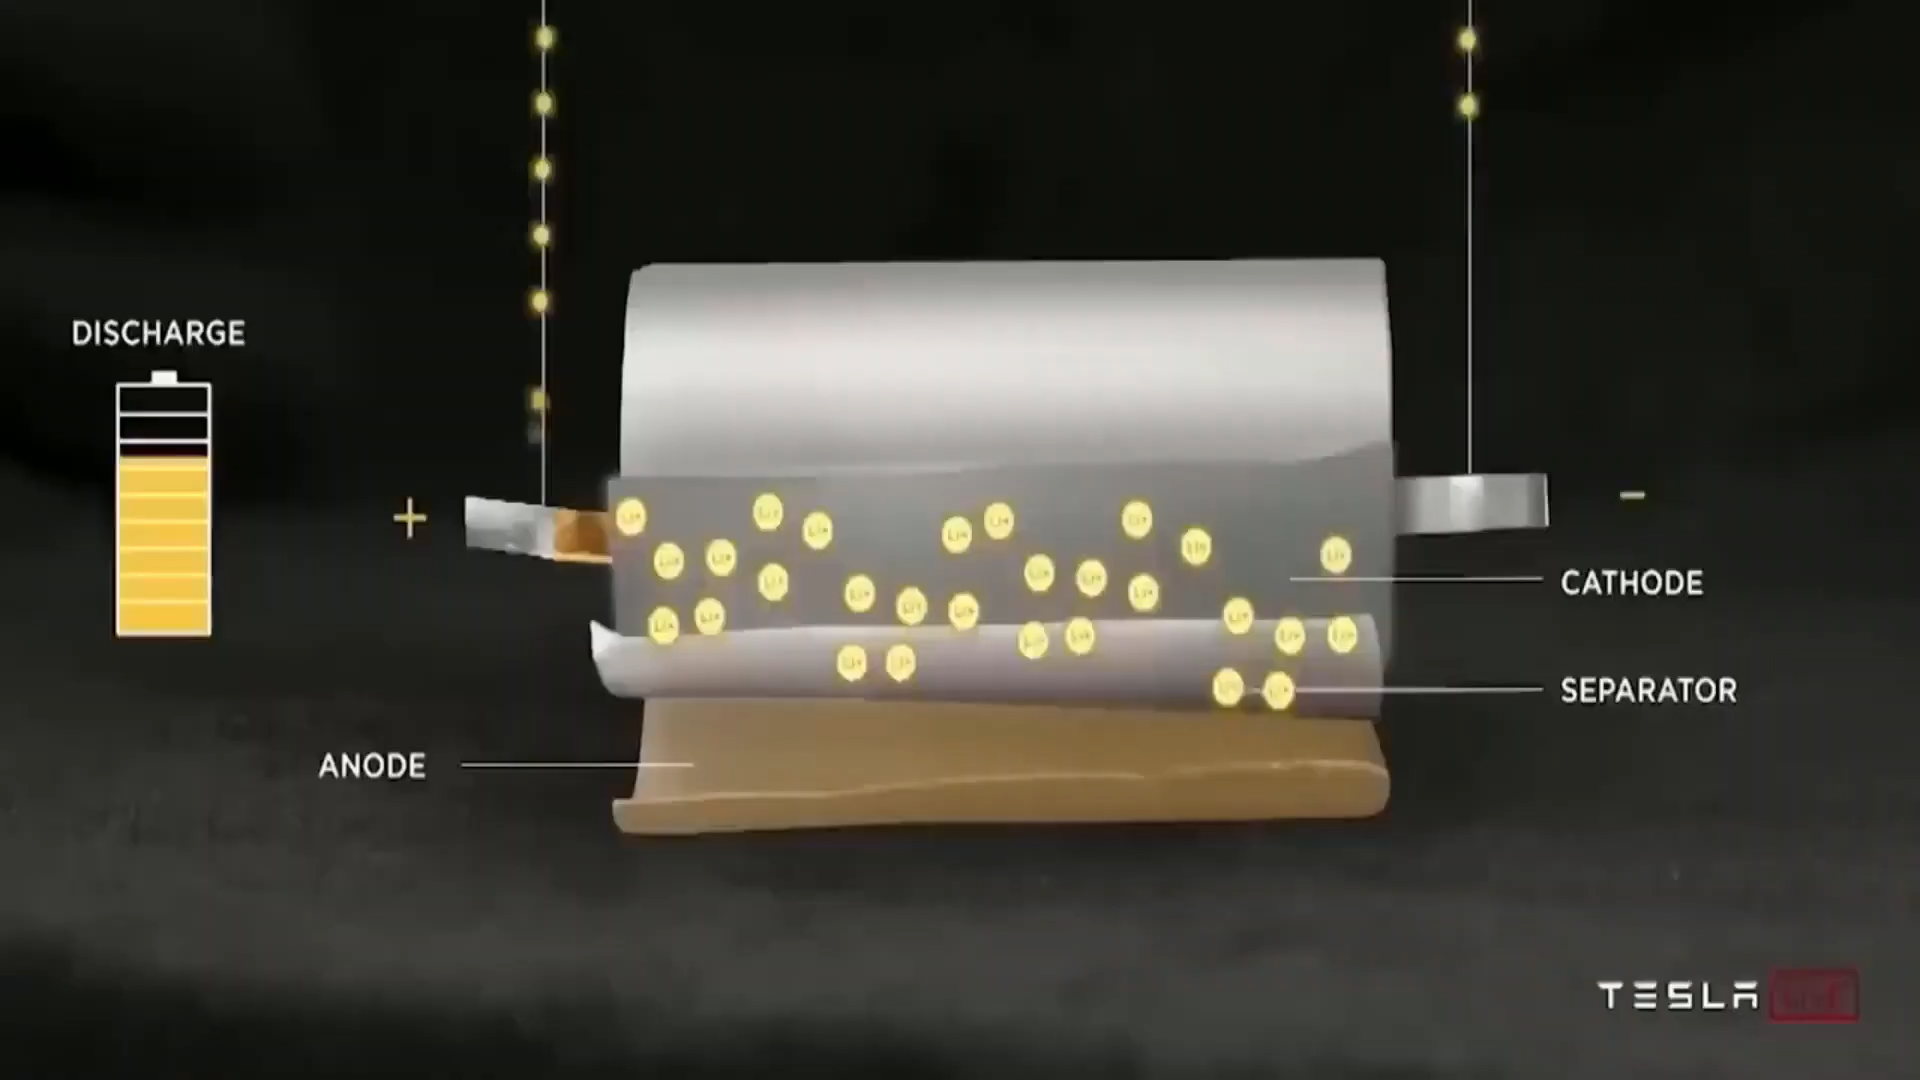 DISCHARGE
+
−
CATHODE
SEPARATOR
ANODE
TESLA